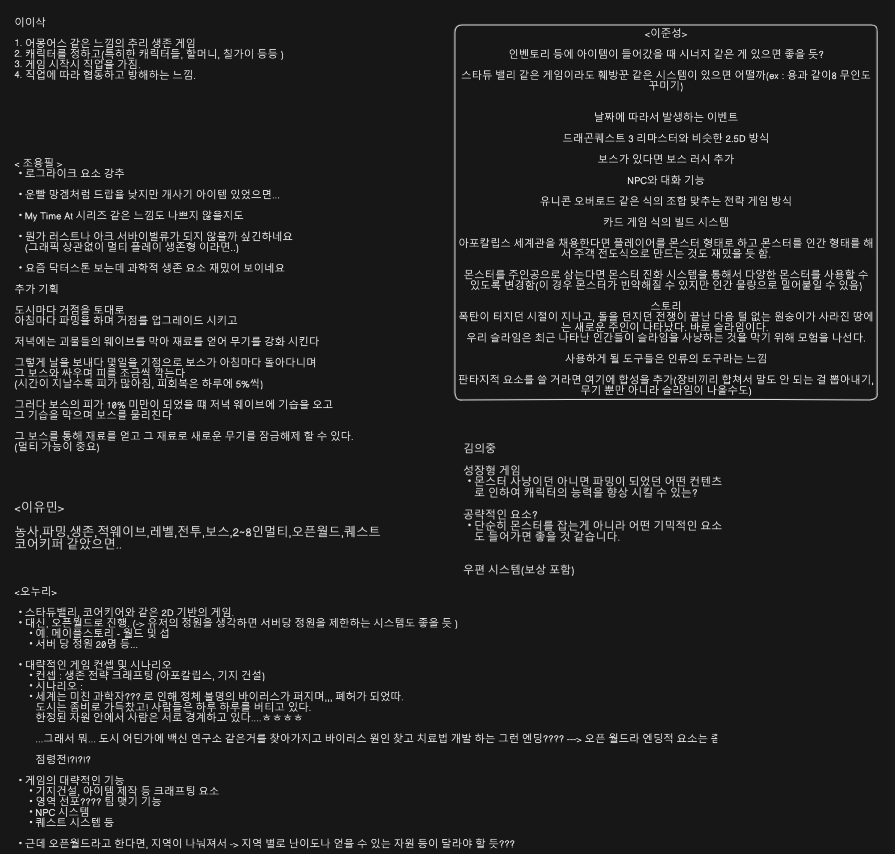 이이삭
1. 어몽어스 같은 느낌의 추리 생존 게임
2. 캐릭터를 정하고(특히한 캐릭터들, 할머니, 칠가이 등등 )
3. 게임 시작시 직업을 가짐.
4. 직업에 따라 협동하고 방해하는 느낌.
< 조용필 >
• 로그라이크 요소 강추
• 운빨 망겜처럼 드랍을 낮지만 개사기 아이템 있었으면...
• My Time At 시리즈 같은 느낌도 나쁘지 않을지도
• 뭔가 러스트나 아크 서바이벌류가 되지 않을까 싶긴하네요
(그래픽 상관없이 멀티 플레이 생존형 이라면..)
• 요즘 닥터스톤 보는데 과학적 생존 요소 재밌어 보이네요
추가 기획
도시마다 거점을 토대로
아침마다 파밍을 하며 거점를 업그레이드 시키고
저녁에는 괴물들의 웨이브를 막아 재료를 얻어 무기를 강화 시킨다
그렇게 날을 보내다 몇일을 기점으로 보스가 아침마다 돌아다니며
그 보스와 싸우며 피를 조금씩 깍는다
(시간이 지날수록 피가 많아짐, 피회복은 하루에 5%씩)
그러다 보스의 피가 10% 미만이 되었을 떄 저녁 웨이브에 기습을 오고
그 기습을 막으며 보스를 물리친다
그 보스를 통해 재료를 얻고 그 재료로 새로운 무기를 잠금해제 할 수 있다.
(멀티 가능이 중요)
<이유민>
농사,파밍,생존,적웨이브,레벨,전투,보스,2~8인멀티,오픈월드,퀘스트
코어키퍼 같았으면..
<오누리>
• 스타듀밸리, 코어키어와 같은 2D 기반의 게임.
• 대신, 오픈월드로 진행. (-> 유저의 정원을 생각하면 서버당 정원을 제한하는 시스템도 좋을 듯 )
• 예. 메이플스토리 - 월드 및 섭
• 서비 당 정원 20명 등...
• 대략적인 게임 컨셉 및 시나리오
• 컨셉 : 생존 전략 크래프팅 (아포칼립스, 기지 건설)
• 시나리오 :
• 세계는 미친 과학자??? 로 인해 정체 불명의 바이러스가 퍼지며,,, 폐허가 되었따.
도시는 좀비로 가득찼고! 사람들은 하루 하루를 버티고 있다.
한정된 자원 안에서 사람은 서로 경계하고 있다....ㅎㅎㅎㅎ
...그래서 뭐... 도시 어딘가에 백신 연구소 같은거를 찾아가지고 바이러스 원인 찾고 치료법 개발 하는 그런 엔딩???? ---> 오픈 월드라 엔딩적 요소는
점령전!?!?!?
• 게임의 대략적인 기능
• 기지건설, 아이템 제작 등 크래프팅 요소
• 영역 선포???? 팀 맺기 기능
• NPC 시스템
• 퀘스트 시스템 등
• 근데 오픈월드라고 한다면, 지역이 나눠져서 -> 지역 별로 난이도나 얻을 수 있는 자원 등이 달라야 할 듯???
<이준성>
인벤토리 등에 아이템이 들어갔을 때 시너지 같은 게 있으면 좋을 듯?
스타듀 밸리 같은 게임이라도 훼방꾼 같은 시스템이 있으면 어떨까(ex : 용과 같이8 무인도
꾸미기)
날짜에 따라서 발생하는 이벤트
드래곤퀘스트 3 리마스터와 비슷한 2.5D 방식
보스가 있다면 보스 러시 추가
NPC와 대화 기능
유니콘 오버로드 같은 식의 조합 맞추는 전략 게임 방식
카드 게임 식의 빌드 시스템
아포칼립스 세계관을 채용한다면 플레이어를 몬스터 형태로 하고 몬스터를 인간 형태를 해
서 주객 전도식으로 만드는 것도 재밌을 듯 함.
몬스터를 주인공으로 삼는다면 몬스터 진화 시스템을 통해서 다양한 몬스터를 사용할 수
있도록 변경함(이 경우 몬스터가 빈약해질 수 있지만 인간 물량으로 밀어붙일 수 있음)
스토리
폭탄이 터지던 시절이 지나고, 돌을 던지던 전쟁이 끝난 다음 털 없는 원숭이가 사라진 땅에
는 새로운 주인이 나타났다. 바로 슬라임이다.
우리 슬라임은 최근 나타난 인간들이 슬라임을 사냥하는 것을 막기 위해 모험을 나선다.
사용하게 될 도구들은 인류의 도구라는 느낌
판타지적 요소를 쓸 거라면 여기에 합성을 추가(장비끼리 합쳐서 말도 안 되는 걸 뽑아내기,
무기 뿐만 아니라 슬라임이 나올수도)
김의중
성장형 게임
• 몬스터 사냥이던 아니면 파밍이 되었던 어떤 컨텐츠
로 인하여 캐릭터의 능력을 향상 시킬 수 있는?
공략적인 요소?
• 단순히 몬스터를 잡는게 아니라 어떤 기믹적인 요소
도 들어가면 좋을 것 같습니다.
우편 시스템(보상 포함)